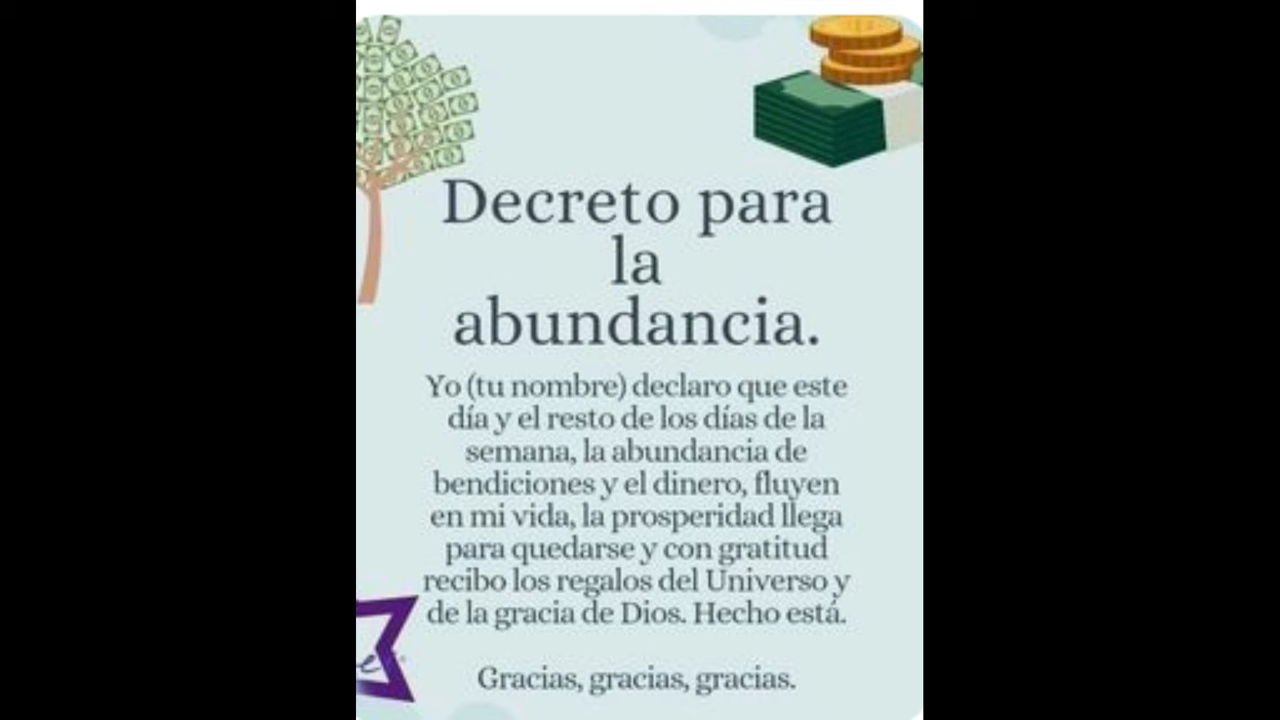 Decreto para
la
abundancia.
Yo (tu nombre) declaro que este
día y el resto de los días de la
semana, la abundancia de
bendiciones y el dinero, fluyen
en mi vida, la prosperidad llega
para quedarse y con gratitud
recibo los regalos del Universo y
de la gracia de Dios. Hecho está.
Gracias, gracias, gracias.